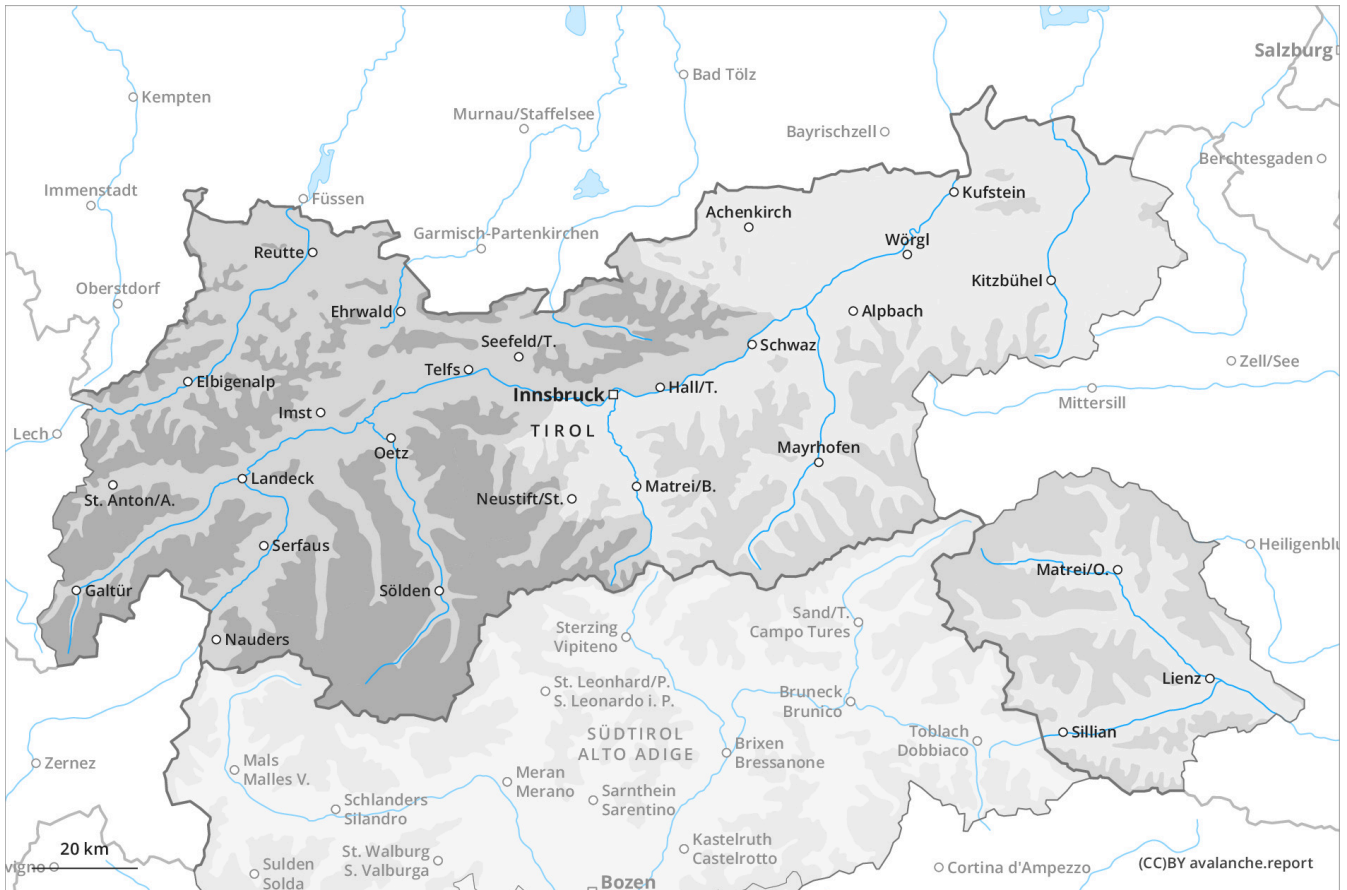 Salzburg
Bad Tölz
Kempten
Murnau/Staffelsee
Bayrischzell
Berchtesgaden
Immenstadt
Füssen
Kufstein
Achenkirch
Garmisch-Partenkirchen
Wörgl
Reutte
Kitzbühel
Oberstdorf
Ehrwald
Alpbach
Seefeld/T.
Schwaz
Zell/See
Telfs
Elbigenalp
Hall/T.
Innsbruck
Mittersill
Imst
TIROL
Lech
Oetz
Mayrhofen
Landeck
Matrei/B.
St. Anton/A.
Neustift/St.
Serfaus
Heiligenblu
Matrei/O.
Galtür
Sölden
Sand/T.
Campo Tures
Sterzing
Vipiteno
Nauders
Lienz
St. Leonhard/P.
S. Leonardo i. P.
Bruneck
Brunico
Toblach
Dobbiaco
Sillian
SÜDTIROL
ALTO ADIGE
Brixen
Bressanone
Zernez
Mals
Malles V.
Meran
Merano
Sarnthein
Sarentino
Schlanders
Silandro
20 km
Kastelruth
Castelrotto
St. Walburg
S. Valburga
vigno
Sulden
Solda
Cortina d'Ampezzo
(CC)BY avalanche.report
Bozen